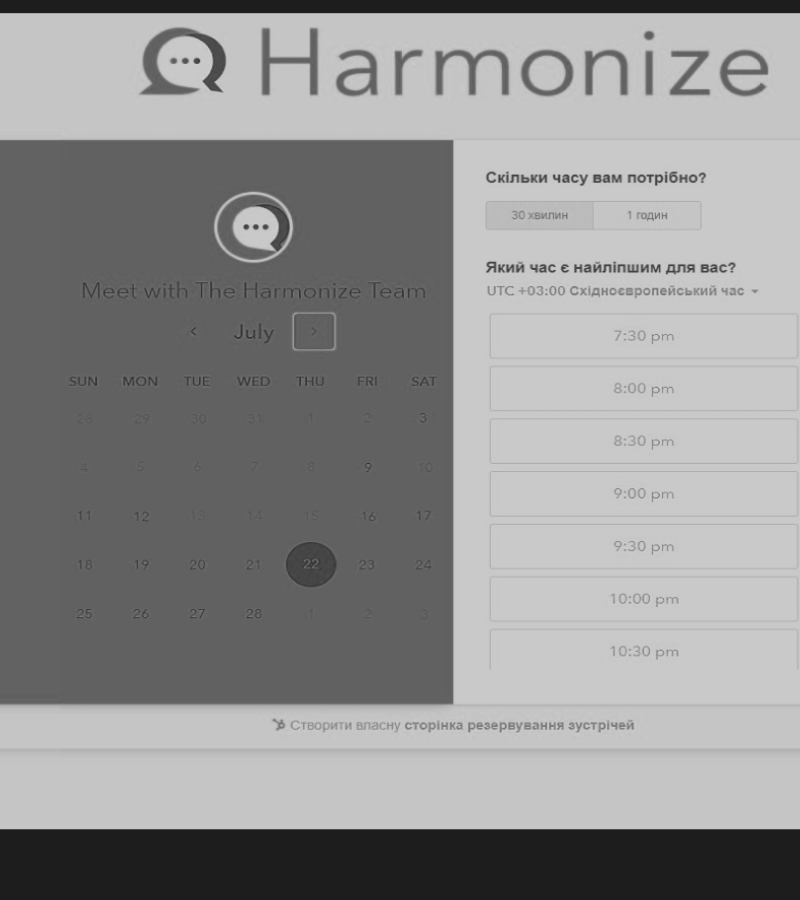 Harmonize
Meet with The Harmonize Team
July
SUN MON TUE WED THU FRI SAT
28 29 30 31 1 2 3
4 5 6 7 8 9 10
11 12 13 14 15 16 17
18 19 20 21 22 23 24
25 26 27 28 1 2 3
Скільки часу вам потрібно?
30 хвилин 1 годин
Який час є найліпшим для вас?
UTC +03:00 Східноєвропейський час
7:30 pm
8:00 pm
8:30 pm
9:00 pm
9:30 pm
10:00 pm
10:30 pm
Створити власну сторінка резервування зустрічей